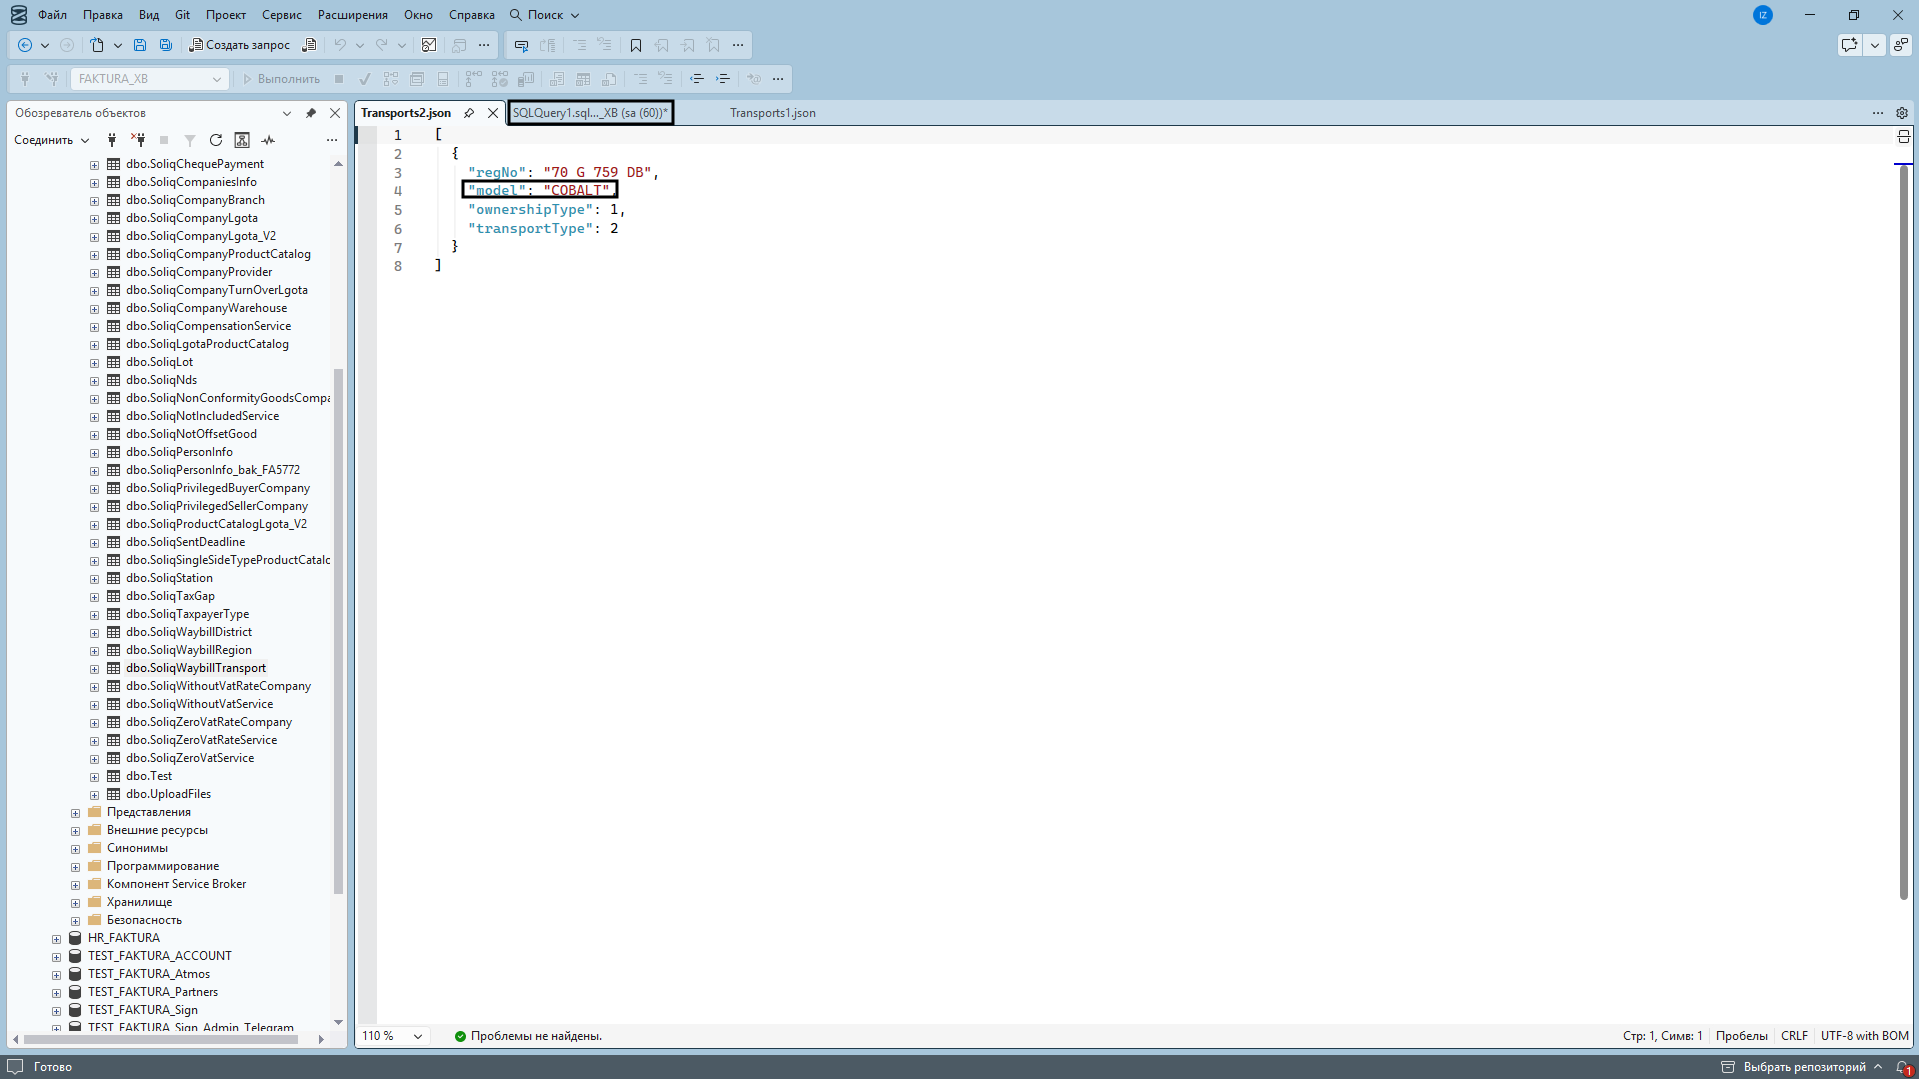 Файл Правка Вид Git Проект Сервис Расширения Окно Справка Поиск IZ
Создать запрос
FAKTURA_XB Выполнить
Обозреватель объектов
Соединить
dbo.SoliqChequePayment
dbo.SoliqCompaniesInfo
dbo.SoliqCompanyBranch
dbo.SoliqCompanyLgota
dbo.SoliqCompanyLgota_V2
dbo.SoliqCompanyProductCatalog
dbo.SoliqCompanyProvider
dbo.SoliqCompanyTurnOverLgota
dbo.SoliqCompanyWarehouse
dbo.SoliqCompensationService
dbo.SoliqLgotaProductCatalog
dbo.SoliqLot
dbo.SoliqNds
dbo.SoliqNonConformityGoodsCompa
dbo.SoliqNotIncludedService
dbo.SoliqNotOffsetGood
dbo.SoliqPersonInfo
dbo.SoliqPersonInfo_bak_FA5772
dbo.SoliqPrivilegedBuyerCompany
dbo.SoliqPrivilegedSellerCompany
dbo.SoliqProductCatalogLgota_V2
dbo.SoliqSentDeadline
dbo.SoliqSingleSideTypeProductCatalo
dbo.SoliqStation
dbo.SoliqTaxGap
dbo.SoliqTaxpayerType
dbo.SoliqWaybillDistrict
dbo.SoliqWaybillRegion
dbo.SoliqWaybillTransport
dbo.SoliqWithoutVatRateCompany
dbo.SoliqWithoutVatService
dbo.SoliqZeroVatRateCompany
dbo.SoliqZeroVatRateService
dbo.SoliqZeroVatService
dbo.Test
dbo.UploadFiles
Представления
Внешние ресурсы
Синонимы
Программирование
Компонент Service Broker
Хранилище
Безопасность
HR_FAKTURA
TEST_FAKTURA_ACCOUNT
TEST_FAKTURA_Atmos
TEST_FAKTURA_Partners
TEST_FAKTURA_Sign
TEST_FAKTURA_Sign_Admin_Telegram
Transports2.json SQLQuery1.sql..._XB (sa (60))* Transports1.json
1 [
2 {
3 "regNo": "70 G 759 DB",
4 "model": "COBALT",
5 "ownershipType": 1,
6 "transportType": 2
7 }
8 ]
110 % Проблемы не найдены. Стр: 1, Симв: 1 Пробелы CRLF UTF-8 with BOM
Готово Выбрать репозиторий 1